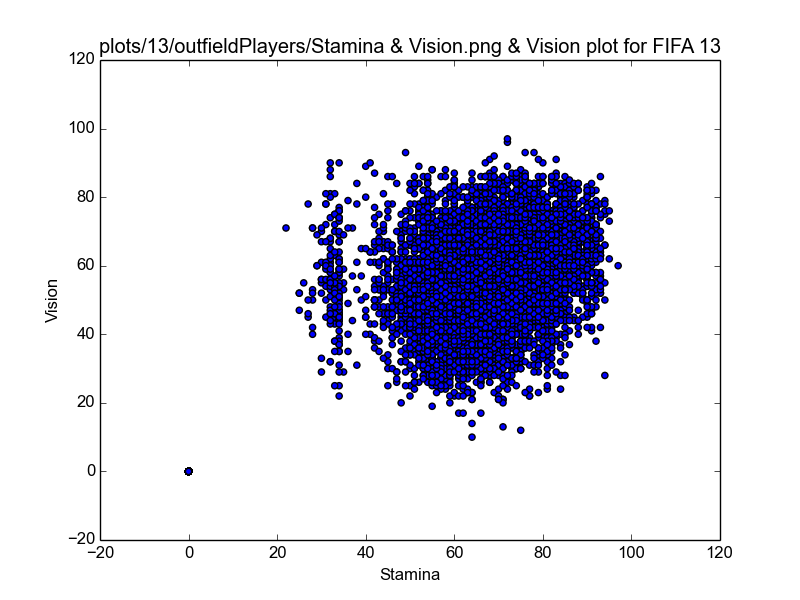 plots/13/outfieldPlayers/Stamina & Vision.png & Vision plot for FIFA 13
120
100
80
60
40
20
0
−20
Vision
−20 0 20 40 60 80 100 120
Stamina